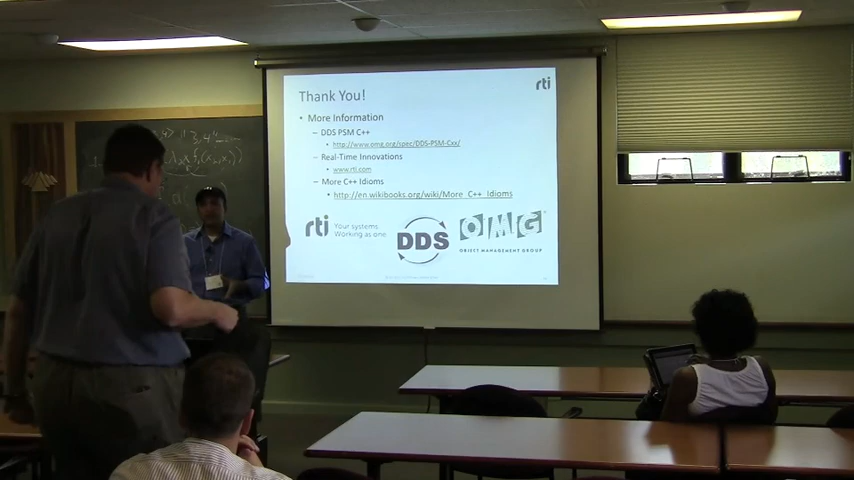 rti
Thank You!
• More Information
– DDS PSM C++
• http://www.omg.org/spec/DDS-PSM-Cxx/
– Real-Time Innovations
• www.rti.com
– More C++ Idioms
• http://en.wikibooks.org/wiki/More_C++_Idioms
rti Your systems.
Working as one
DDS
OMG
OBJECT MANAGEMENT GROUP